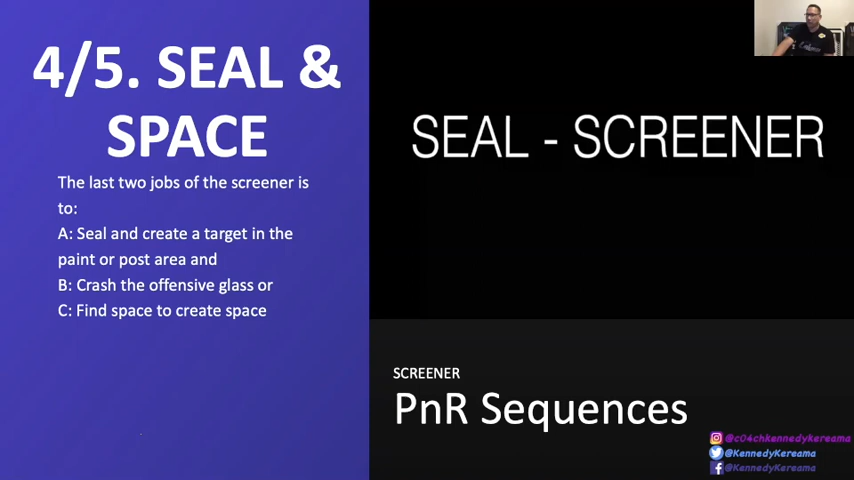 4/5. SEAL &
SPACE
The last two jobs of the screener is
to:
A: Seal and create a target in the
paint or post area and
B: Crash the offensive glass or
C: Find space to create space
SEAL - SCREENER
SCREENER
PnR Sequences
@c04chkennedykereama
@KennedyKereama
@KennedyKereama